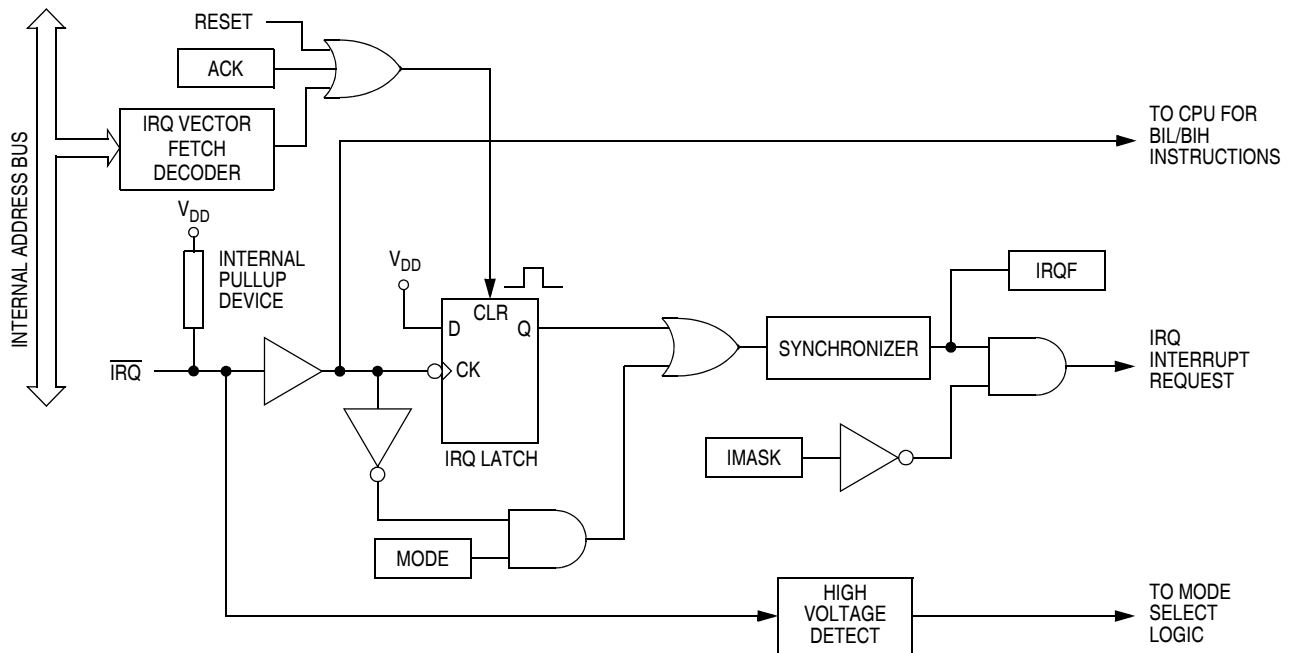 RESET
ACK
IRQ VECTOR
FETCH
DECODER
INTERNAL ADDRESS BUS
TO CPU FOR
BIL/BIH
INSTRUCTIONS
VDD
INTERNAL
PULLUP
DEVICE
VDD
CLR
D
Q
CK
IRQ LATCH
IRQ
SYNCHRONIZER
IRQF
IRQ
INTERRUPT
REQUEST
IMASK
MODE
HIGH
VOLTAGE
DETECT
TO MODE
SELECT
LOGIC